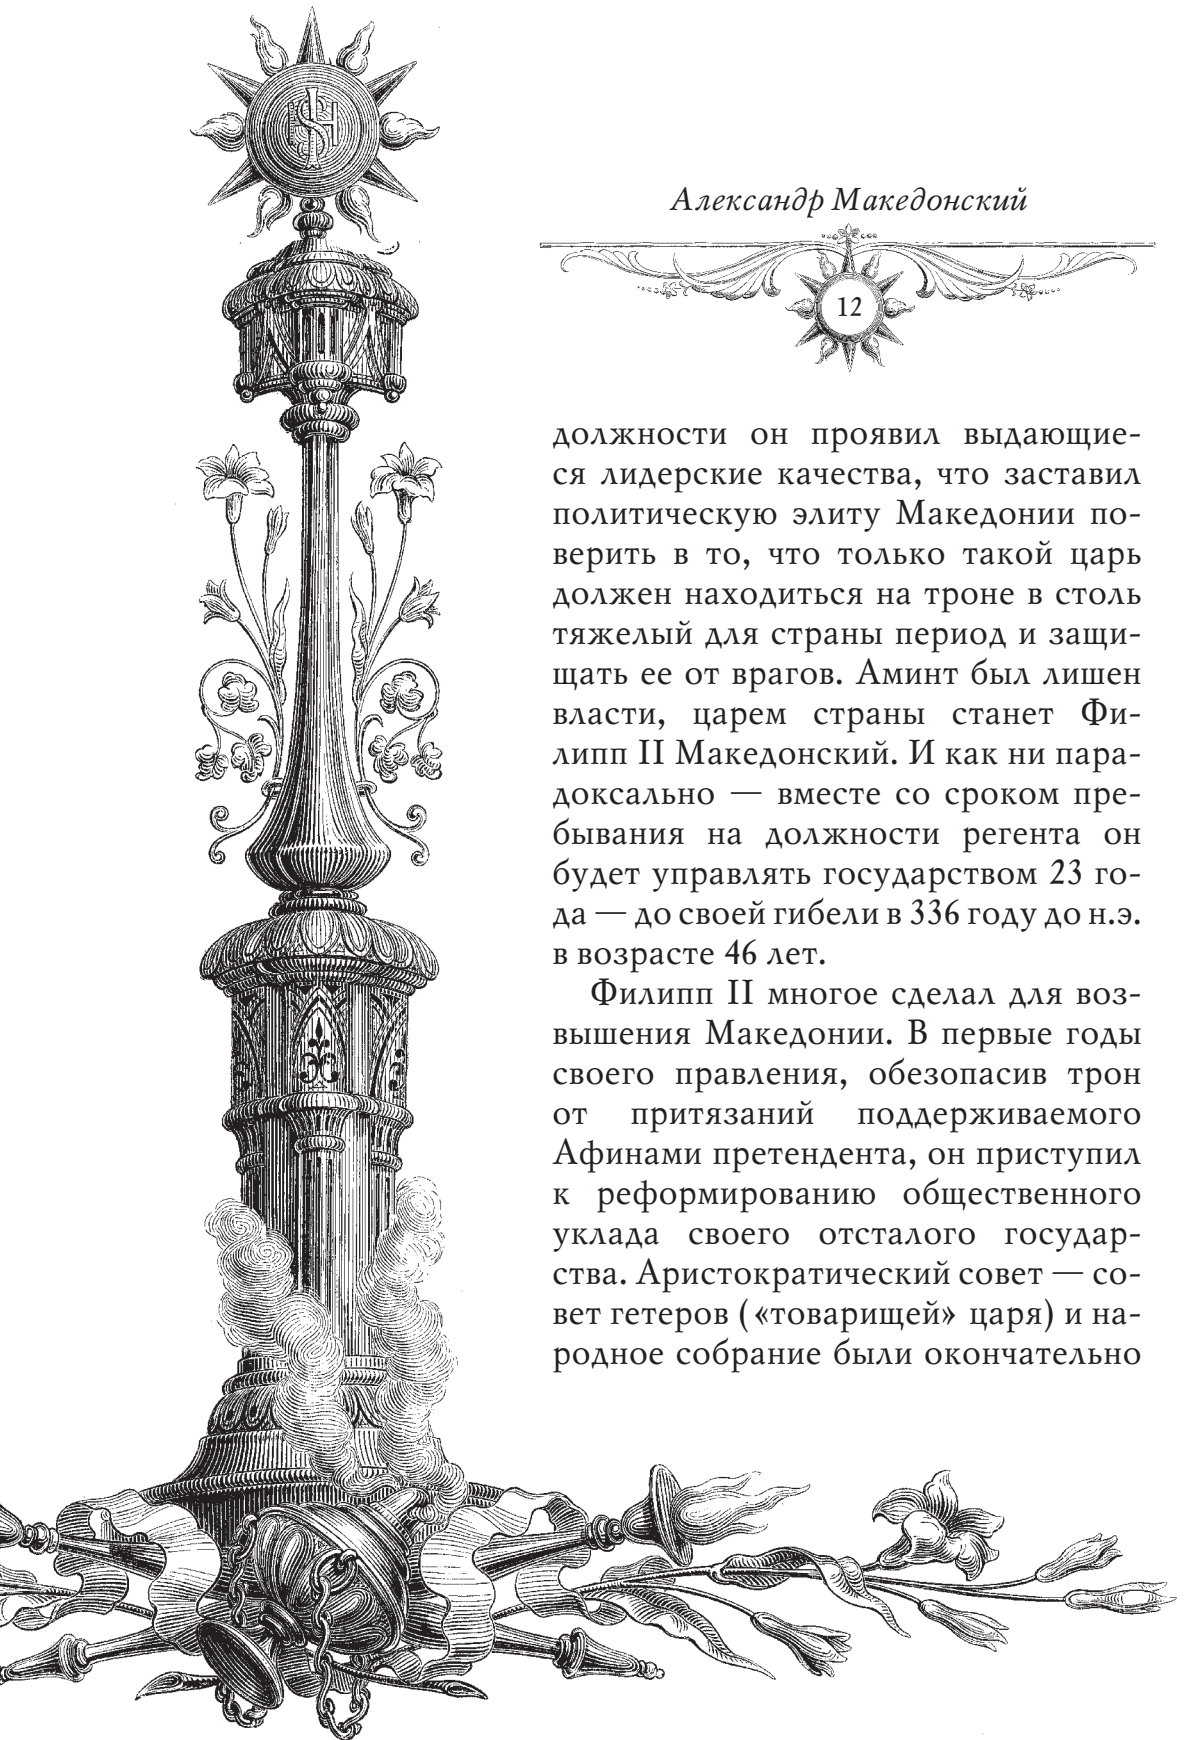 IHS
Александр Македонский
12
должности он проявил выдающие-
ся лидерские качества, что заставил
политическую элиту Македонии по-
верить в то, что только такой царь
должен находиться на троне в столь
тяжелый для страны период и защи-
щать ее от врагов. Аминт был лишен
власти, царем страны станет Фи-
липп II Македонский. И как ни пара-
доксально — вместе со сроком пре-
бывания на должности регента он
будет управлять государством 23 го-
да — до своей гибели в 336 году до н.э.
в возрасте 46 лет.
Филипп II многое сделал для воз-
вышения Македонии. В первые годы
своего правления, обезопасив трон
от притязаний поддерживаемого
Афинами претендента, он приступил
к реформированию общественного
уклада своего отсталого государ-
ства. Аристократический совет — со-
вет гетеров («товарищей» царя) и на-
родное собрание были окончательно